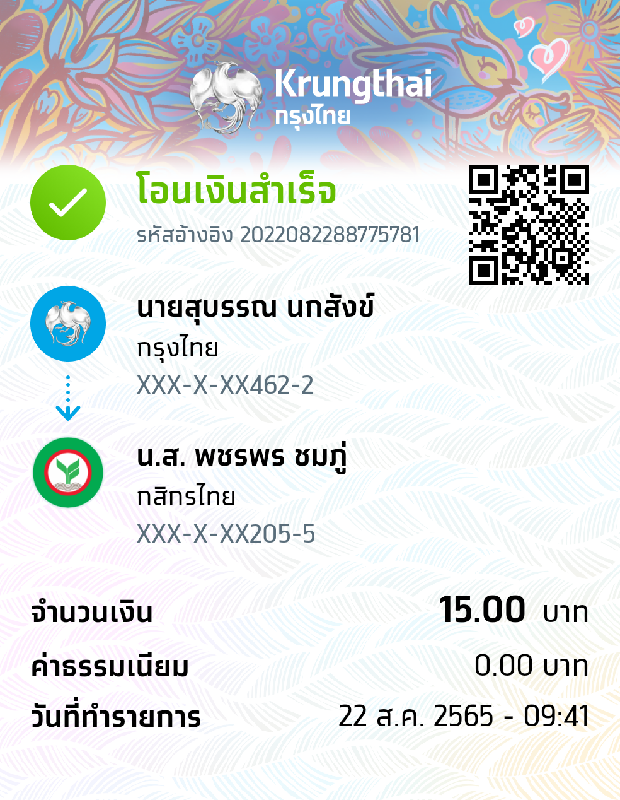 Krungthai
กรุงไทย
โอนเงินสำเร็จ
รหัสอ้างอิง 2022082288775781
นายสุบรรณ นกสังข์
กรุงไทย
XXX-X-XX462-2
น.ส. พชรพร ชมภู่
กสิกรไทย
XXX-X-XX205-5
จำนวนเงิน 15.00 บาท
ค่าธรรมเนียม 0.00 บาท
วันที่ทำรายการ 22 ส.ค. 2565 - 09:41